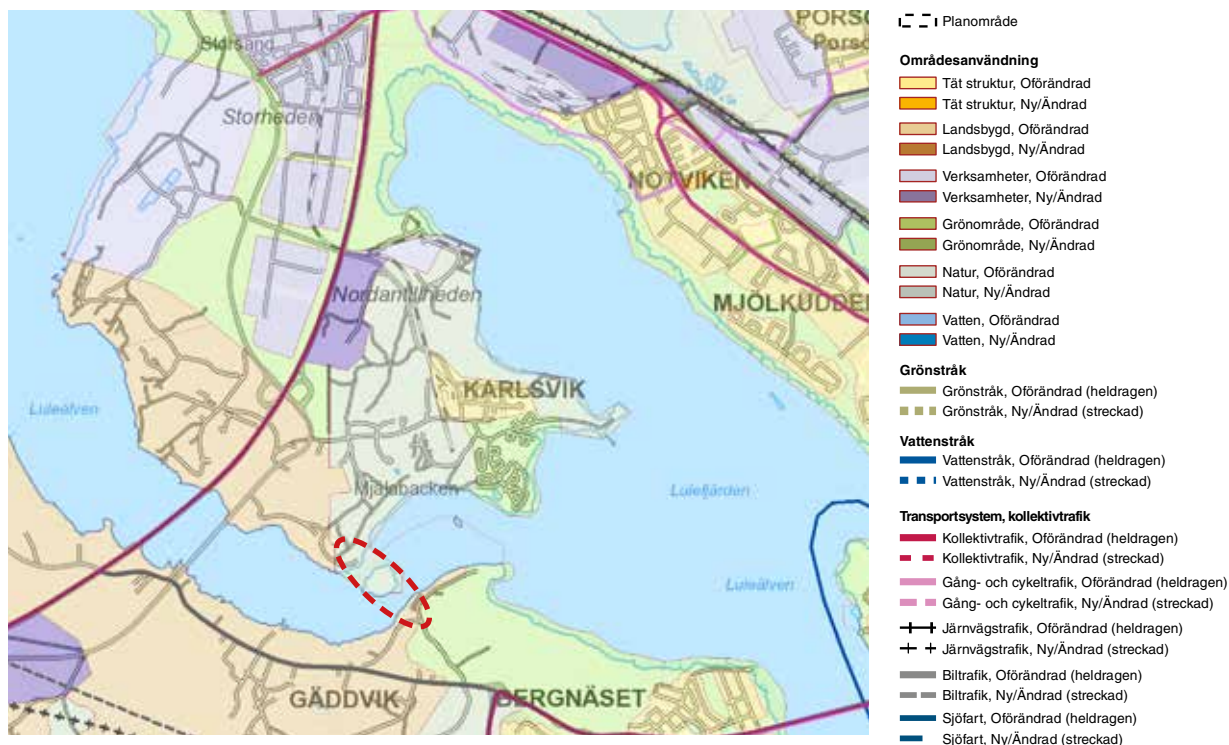 PORSÖ
Porsö
Storsand
Storheden
NOTVIKEN
Nordantillheden
MJÖLKUDDEN
KARLSVIK
Luleälven
Mjölabacken
Lulefjärden
Luleälven
GÄDDVIK
BERGNÄSET
Planområde
Områdesanvändning
Tät struktur, Oförändrad
Tät struktur, Ny/Ändrad
Landsbygd, Oförändrad
Landsbygd, Ny/Ändrad
Verksamheter, Oförändrad
Verksamheter, Ny/Ändrad
Grönområde, Oförändrad
Grönområde, Ny/Ändrad
Natur, Oförändrad
Natur, Ny/Ändrad
Vatten, Oförändrad
Vatten, Ny/Ändrad
Grönstråk
Grönstråk, Oförändrad (heldragen)
Grönstråk, Ny/Ändrad (streckad)
Vattenstråk
Vattenstråk, Oförändrad (heldragen)
Vattenstråk, Ny/Ändrad (streckad)
Transportsystem, kollektivtrafik
Kollektivtrafik, Oförändrad (heldragen)
Kollektivtrafik, Ny/Ändrad (streckad)
Gång- och cykeltrafik, Oförändrad (heldragen)
Gång- och cykeltrafik, Ny/Ändrad (streckad)
Järnvägstrafik, Oförändrad (heldragen)
Järnvägstrafik, Ny/Ändrad (streckad)
Biltrafik, Oförändrad (heldragen)
Biltrafik, Ny/Ändrad (streckad)
Sjöfart, Oförändrad (heldragen)
Sjöfart, Ny/Ändrad (streckad)